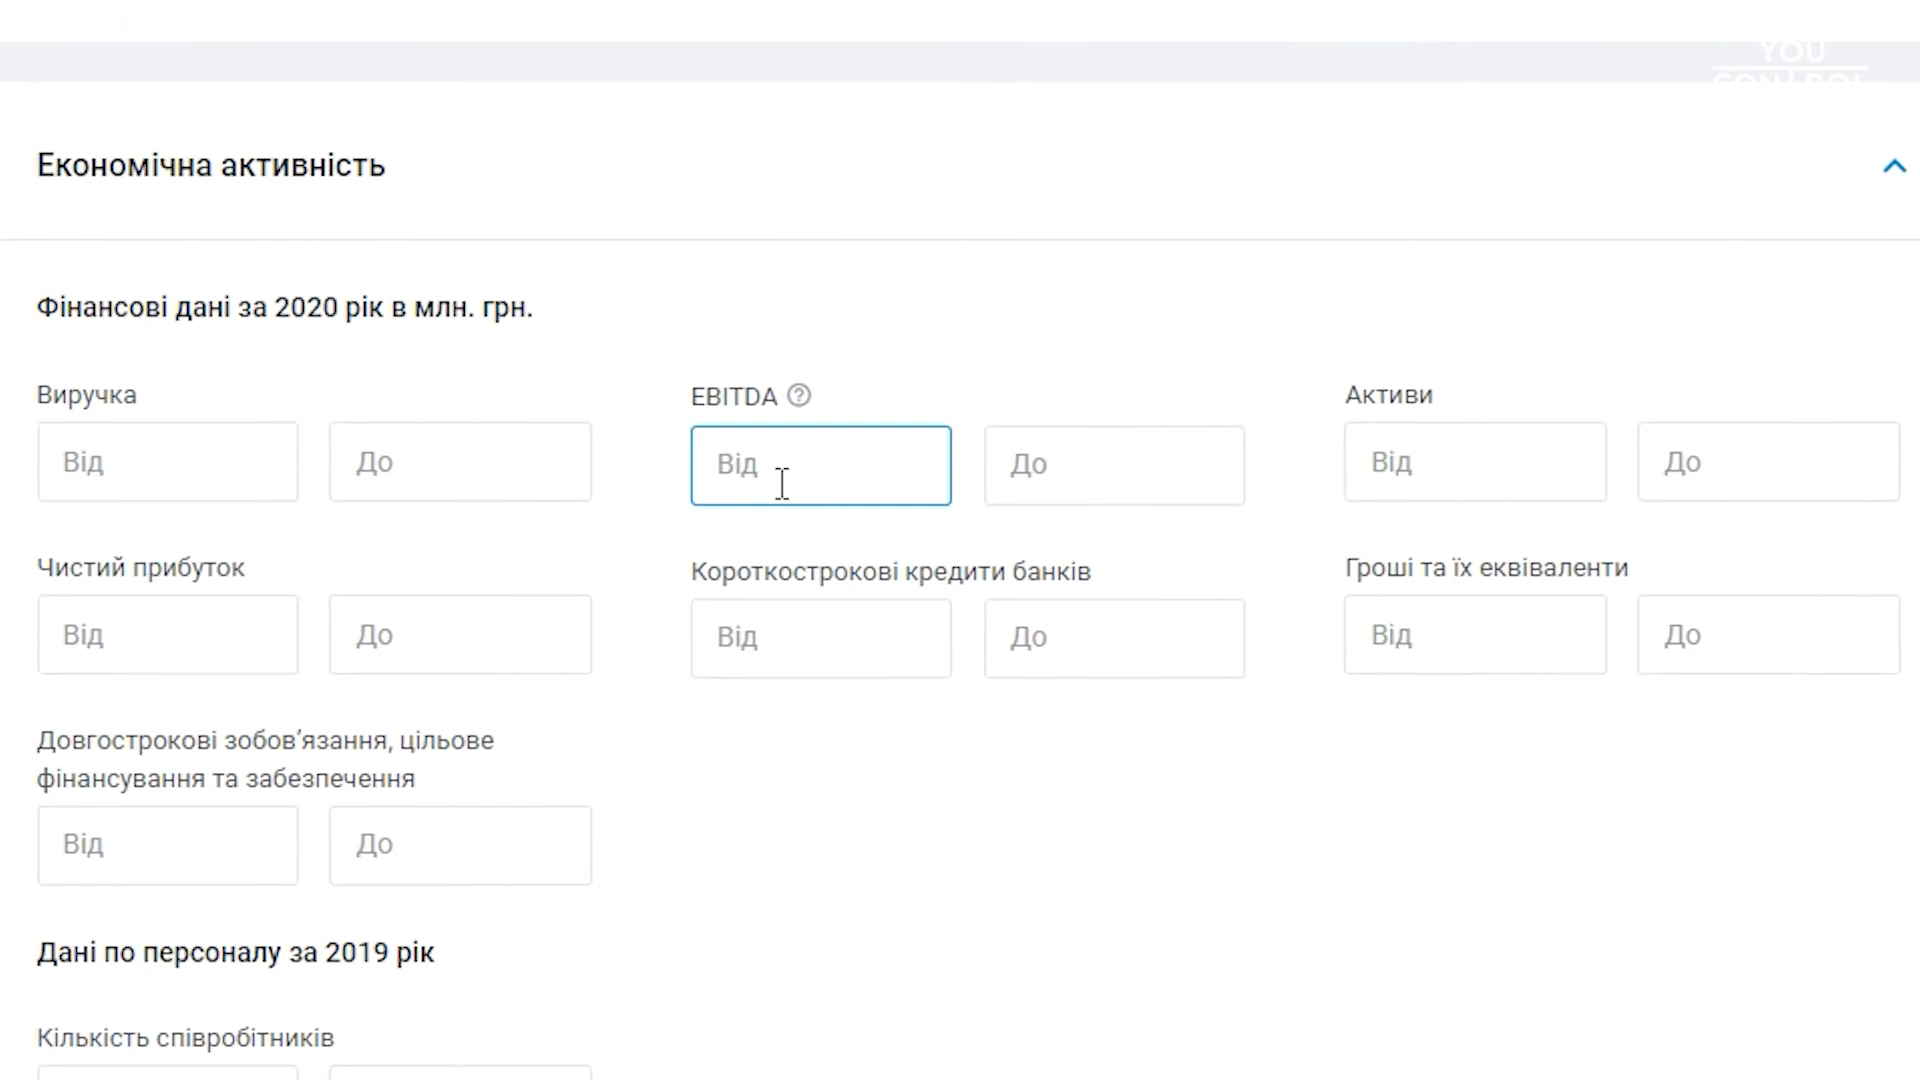 YOU
CONTROL
Економічна активність
Фінансові дані за 2020 рік в млн. грн.
Виручка
EBITDA
Активи
Від До Від До Від До
Чистий прибуток
Короткострокові кредити банків
Гроші та їх еквіваленти
Від До Від До Від До
Довгострокові зобов’язання, цільове
фінансування та забезпечення
Від До
Дані по персоналу за 2019 рік
Кількість співробітників